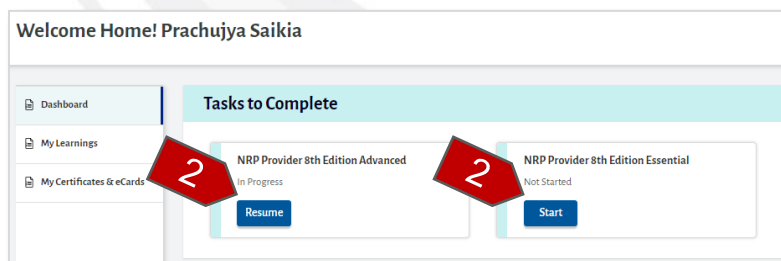 Welcome Home! Prachujya Saikia
Dashboard
My Learnings
My Certificates & eCards
Tasks to Complete
2
NRP Provider 8th Edition Advanced
In Progress
Resume
2
NRP Provider 8th Edition Essential
Not Started
Start